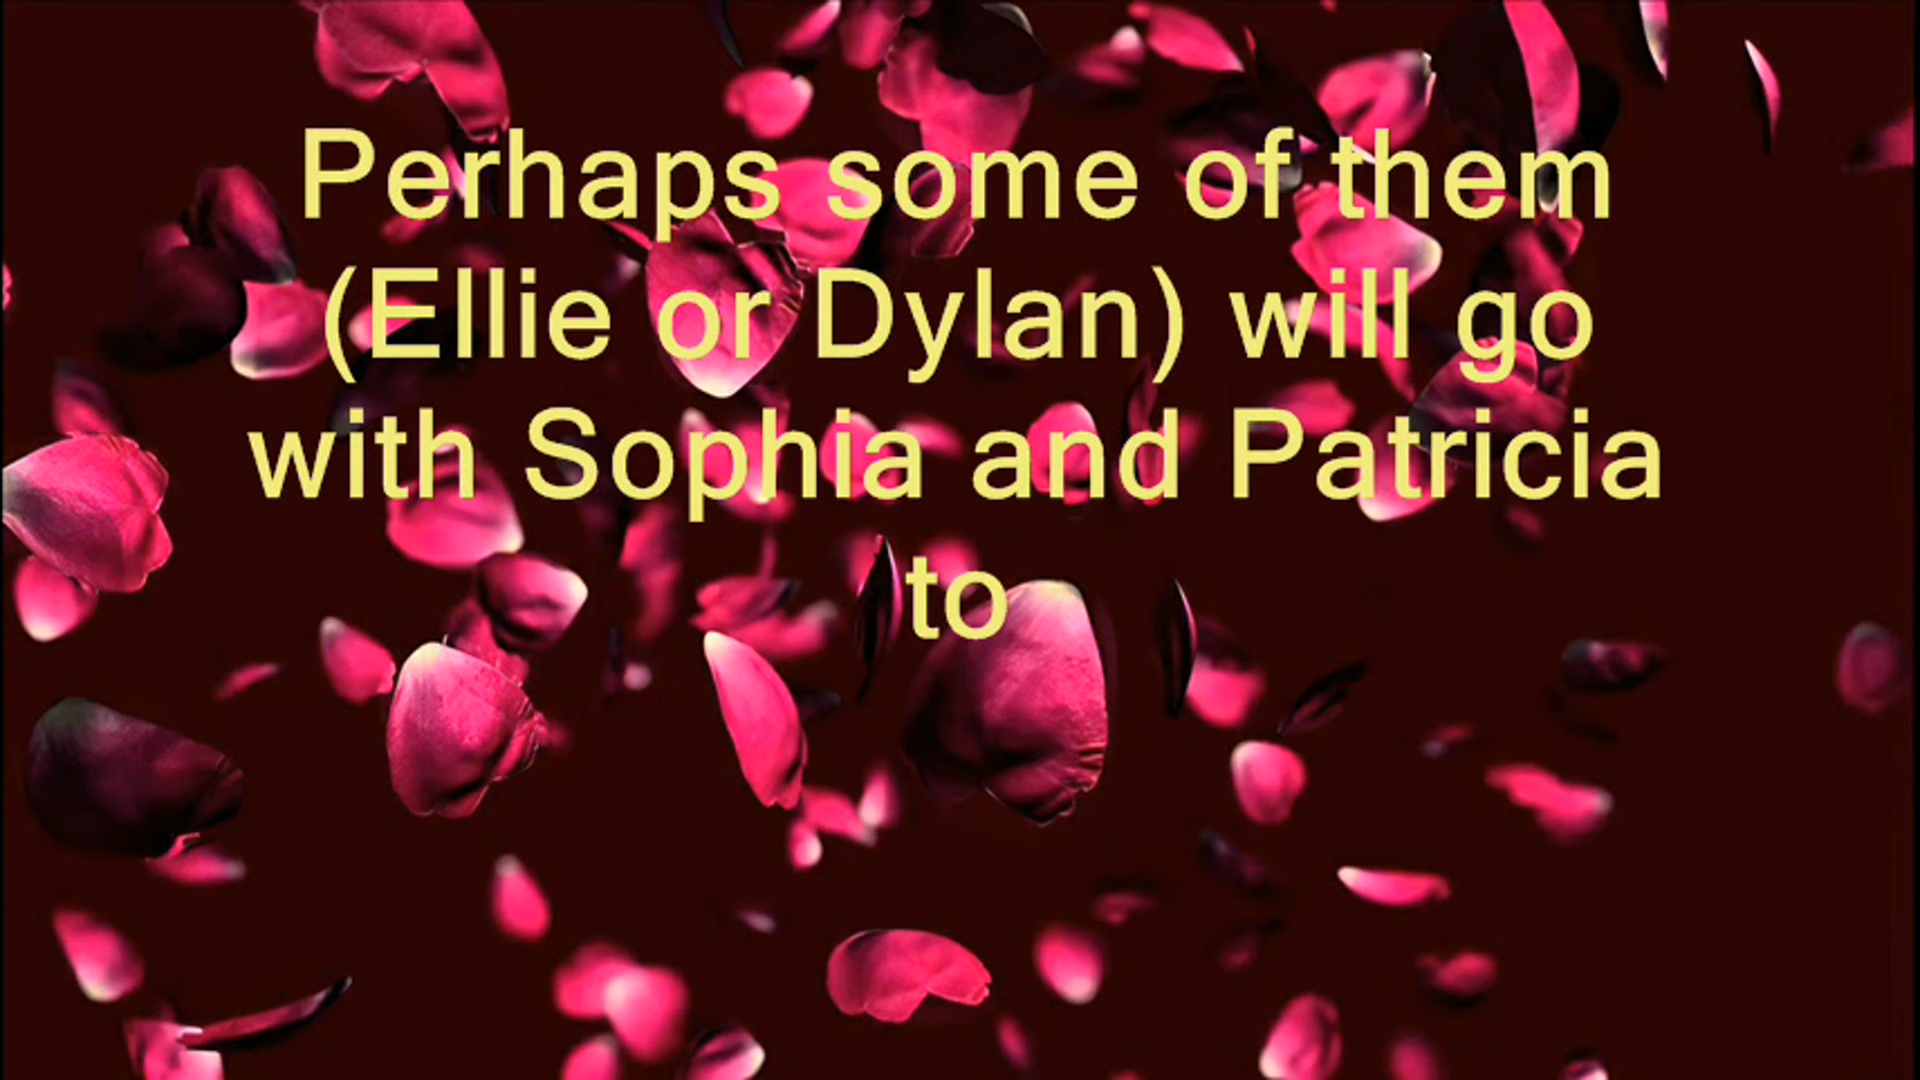 Perhaps some of them
(Ellie or Dylan) will go
with Sophia and Patricia
to